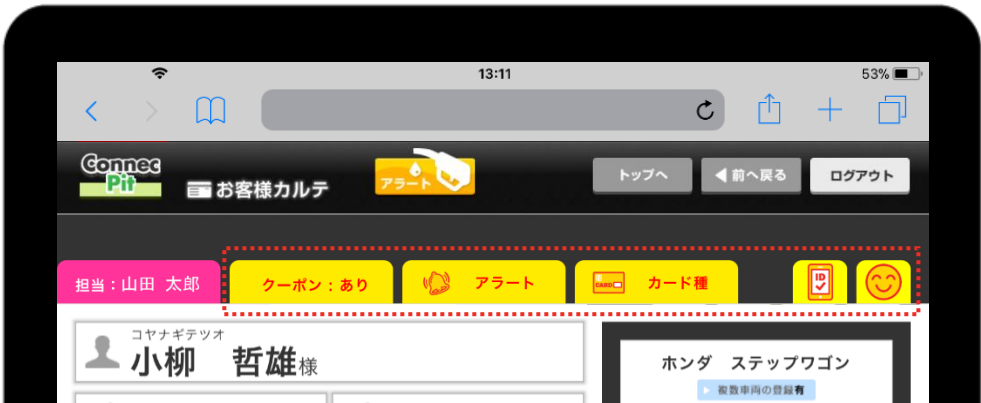 13:11
53%
Connec
Pit
お客様カルテ
アラート
トップへ
前へ戻る
ログアウト
担当：山田 太郎
クーポン：あり
アラート
CARD
カード種
ID
コヤナギテツオ
小柳 哲雄様
ホンダ ステップワゴン
複数車両の登録有